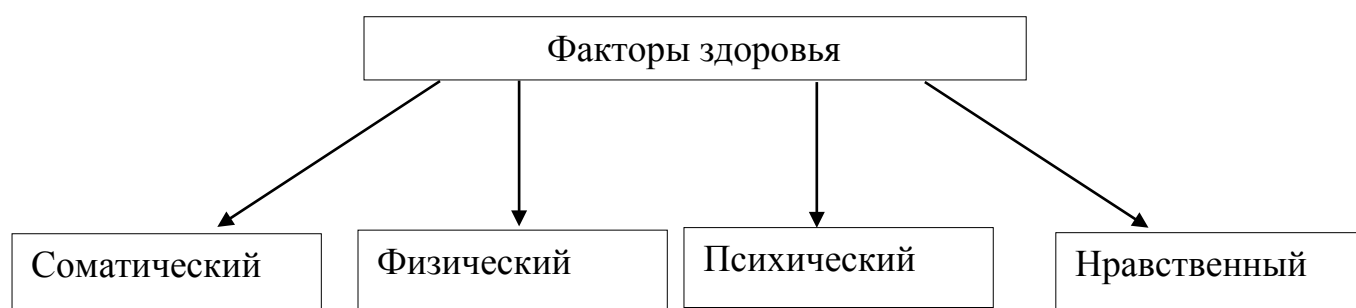 Факторы здоровья
Соматический
Физический
Психический
Нравственный